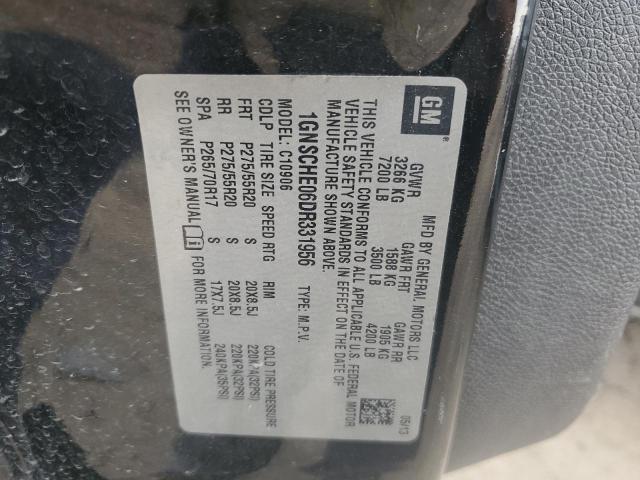 GM
MFD BY GENERAL MOTORS LLC
05/13
GVWR GAWR FRT GAWR RR
3266 KG 1588 KG 1905 KG
7200 LB 3500 LB 4200 LB
THIS VEHICLE CONFORMS TO ALL APPLICABLE U.S. FEDERAL MOTOR
VEHICLE SAFETY STANDARDS IN EFFECT ON THE DATE OF
MANUFACTURE SHOWN ABOVE.
1GNSCHE06DR331956 TYPE: M.P.V.
MODEL: C10906
CDLP TIRE SIZE SPEED RTG RIM COLD TIRE PRESSURE
FRT P275/55R20 S 20X8.5J 220KPA(32PSI)
RR P275/55R20 S 20X8.5J 220KPA(32PSI)
SPA P265/70R17 S 17X7.5J 240KPA(35PSI)
SEE OWNER'S MANUAL FOR MORE INFORMATION.